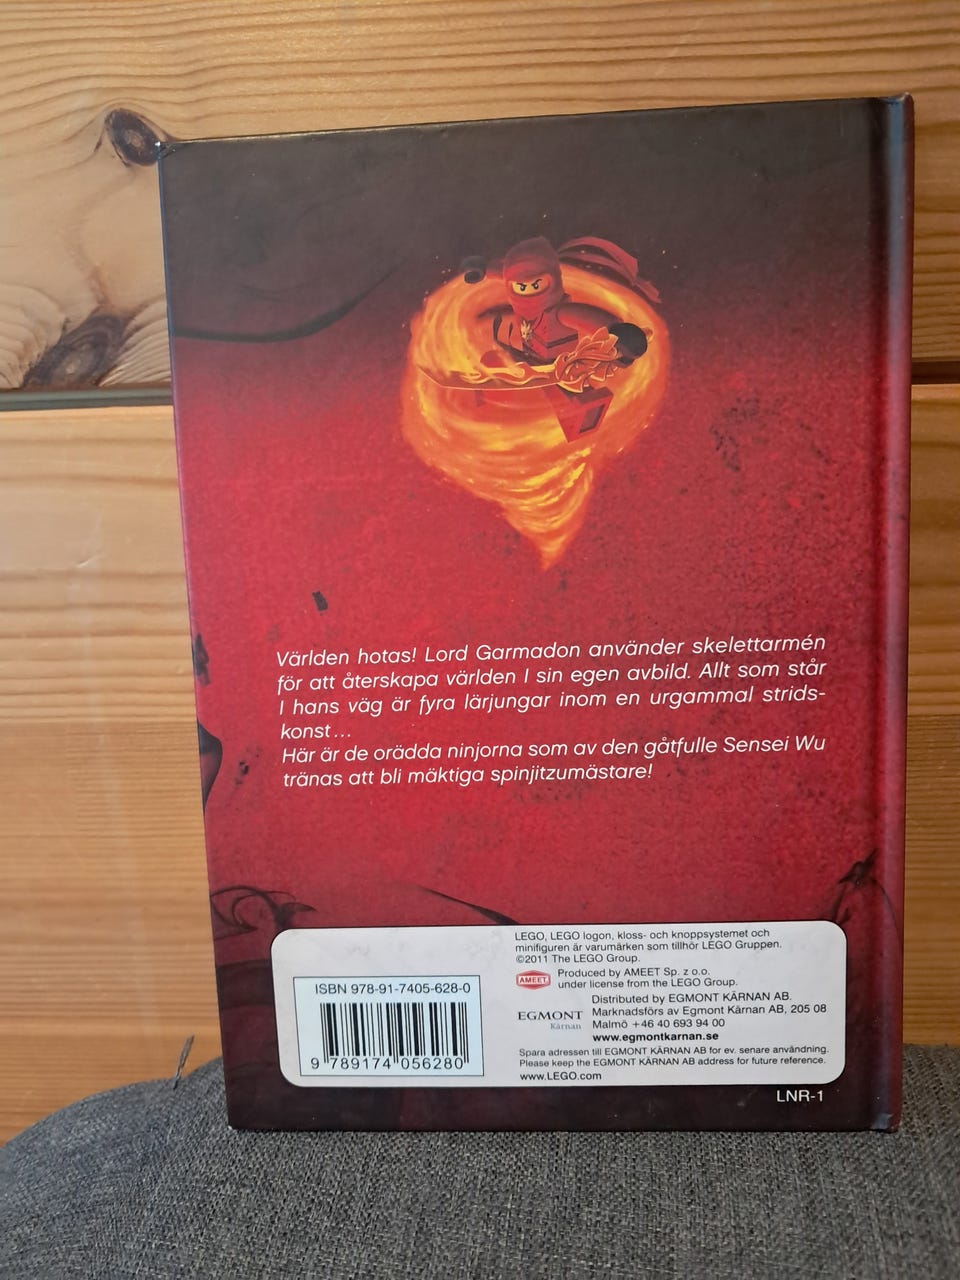 Världen hotas! Lord Garmadon använder skelettarmén
för att återskapa världen I sin egen avbild. Allt som står
I hans väg är fyra lärjungar inom en urgammal strids-
konst...
Här är de orädda ninjorna som av den gåtfulle Sensei Wu
tränas att bli mäktiga spinjitzumästare!
LEGO, LEGO logon, kloss- och knoppsystemet och
minifiguren är varumärken som tillhör LEGO Gruppen.
©2011 The LEGO Group.
AMEET
Produced by AMEET Sp. z o.o.
under license from the LEGO Group.
EGMONT
Kärnan
Distributed by EGMONT KÄRNAN AB.
Marknadsförs av Egmont Kärnan AB, 205 08
Malmö +46 40 693 94 00
www.egmontkarnan.se
Spara adressen till EGMONT KÄRNAN AB for ev. senare användning.
Please keep the EGMONT KÄRNAN AB address for future reference.
www.LEGO.com
ISBN 978-91-7405-628-0
9 789174 056280
LNR-1